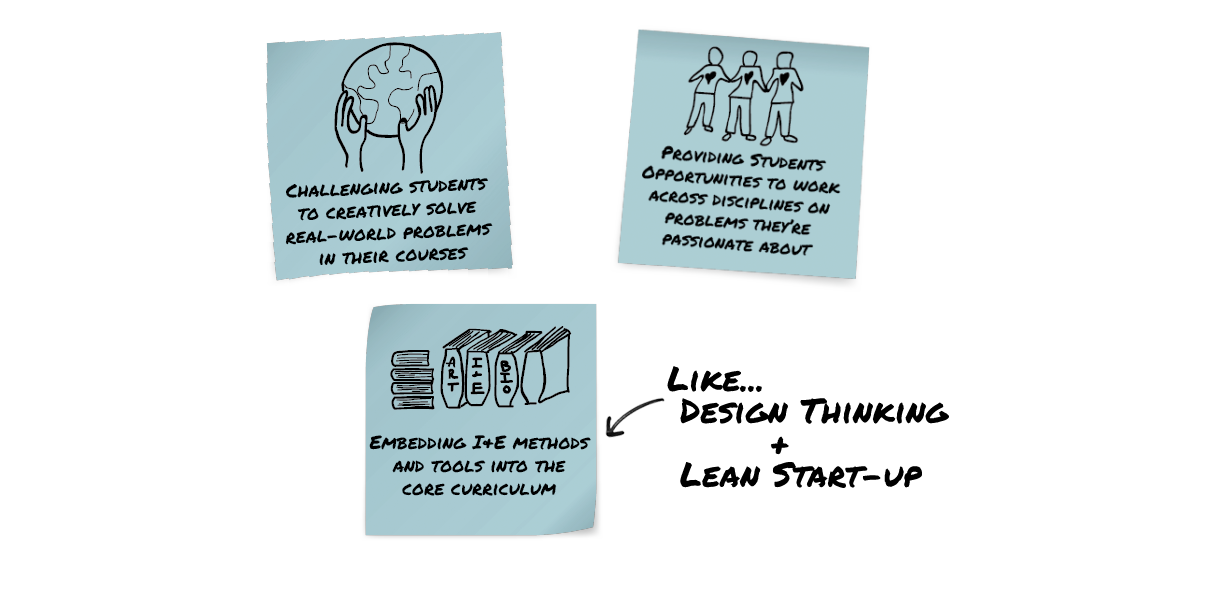 Challenging students
to creatively solve
real-world problems
in their courses
Providing Students
Opportunities to work
across disciplines on
problems they're
passionate about
ART
I+E
BIO
Embedding I+E methods
and tools into the
core curriculum
Like...
Design Thinking
+
Lean Start-up